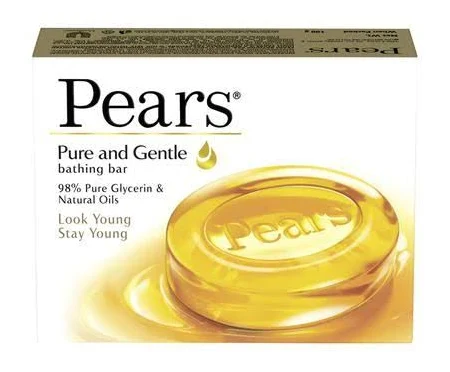 Pears
Pears®
Pure and Gentle
bathing bar
98% Pure Glycerin &
Natural Oils
Look Young
Stay Young
Pears